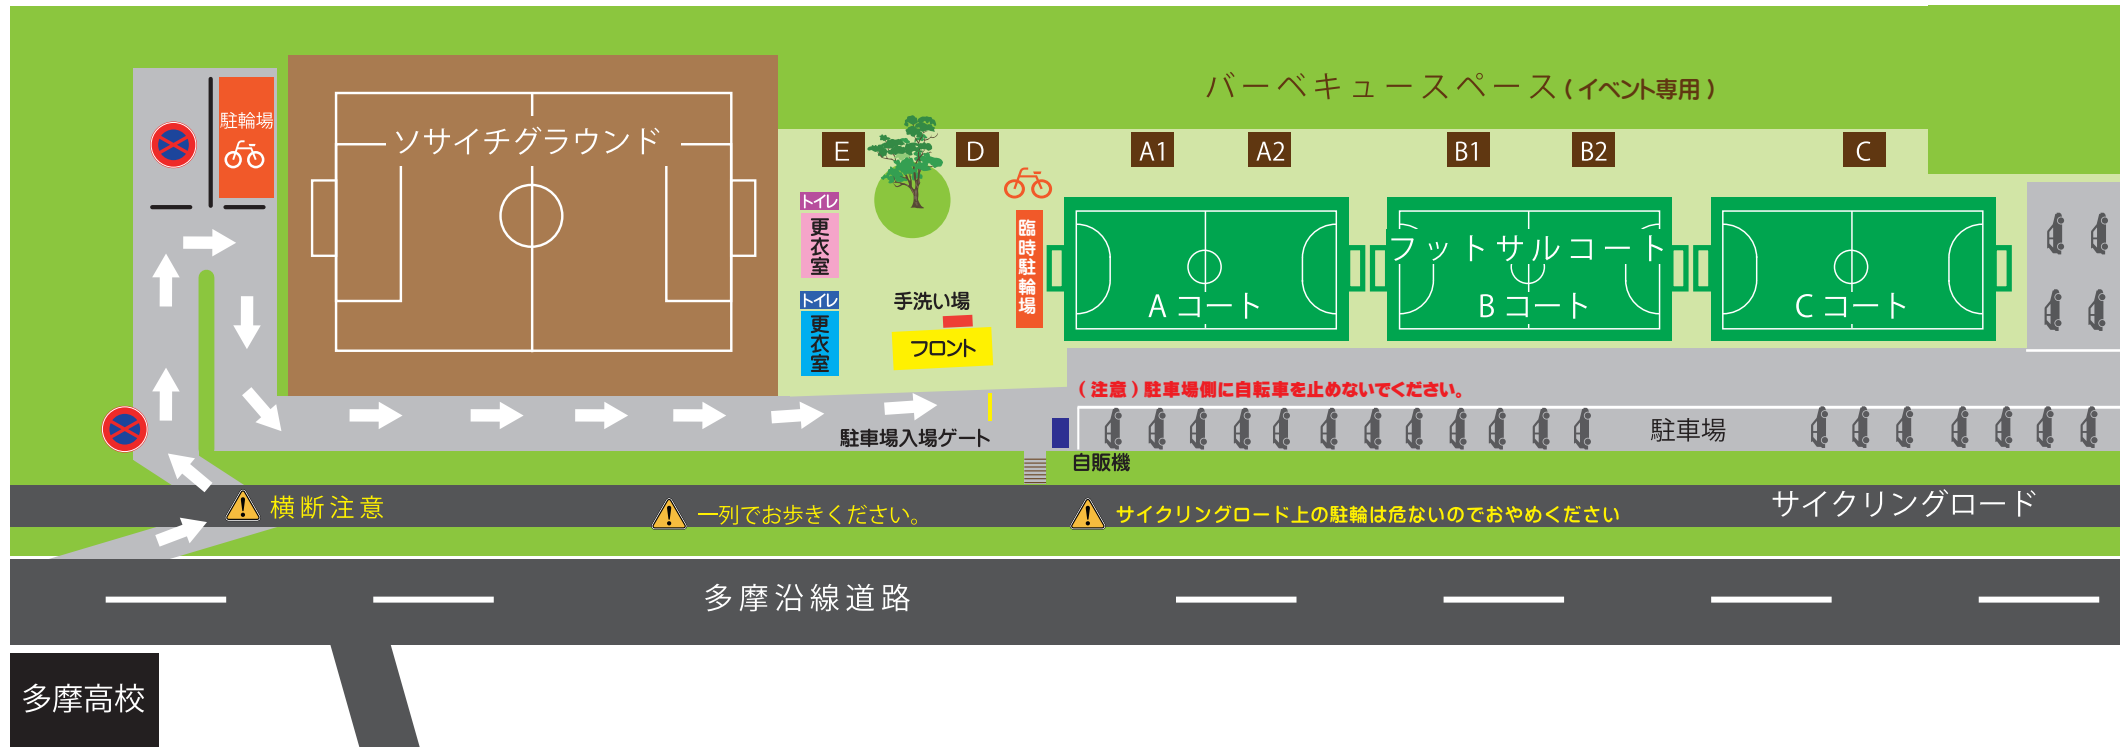 バーベキュースペース(イベント専用)
駐輪場
ソサイチグラウンド
E
D
A1
A2
B1
B2
C
トイレ
更衣室
トイレ
更衣室
手洗い場
フロント
臨時駐輪場
フットサルコート
Aコート
Bコート
Cコート
(注意)駐車場側に自転車を止めないでください。
駐車場入場ゲート
自販機
駐車場
横断注意
一列でお歩きください。
サイクリングロード上の駐輪は危ないのでおやめください
サイクリングロード
多摩沿線道路
多摩高校